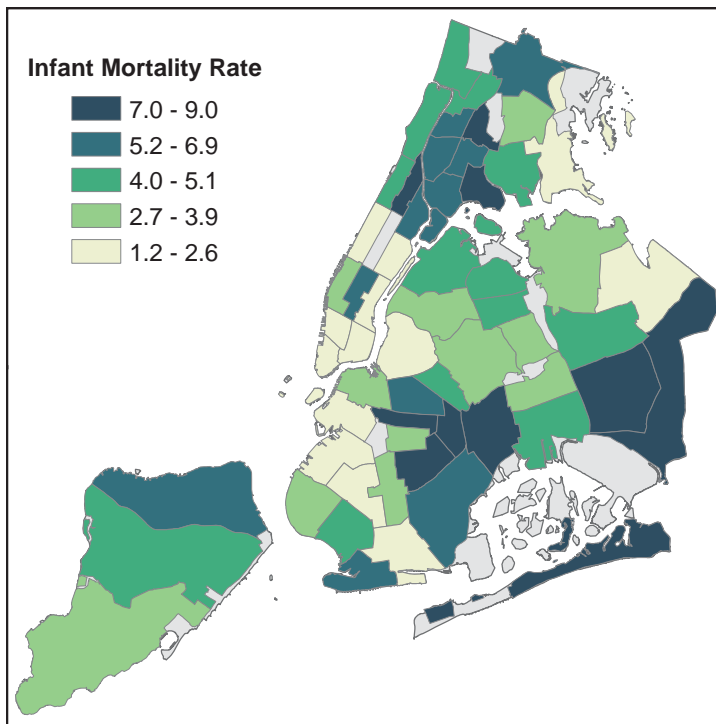 Infant Mortality Rate
7.0 - 9.0
5.2 - 6.9
4.0 - 5.1
2.7 - 3.9
1.2 - 2.6